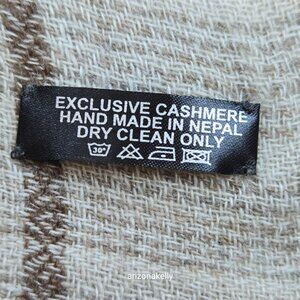 EXCLUSIVE CASHMERE
HAND MADE IN NEPAL
DRY CLEAN ONLY
30°
arizonakelly